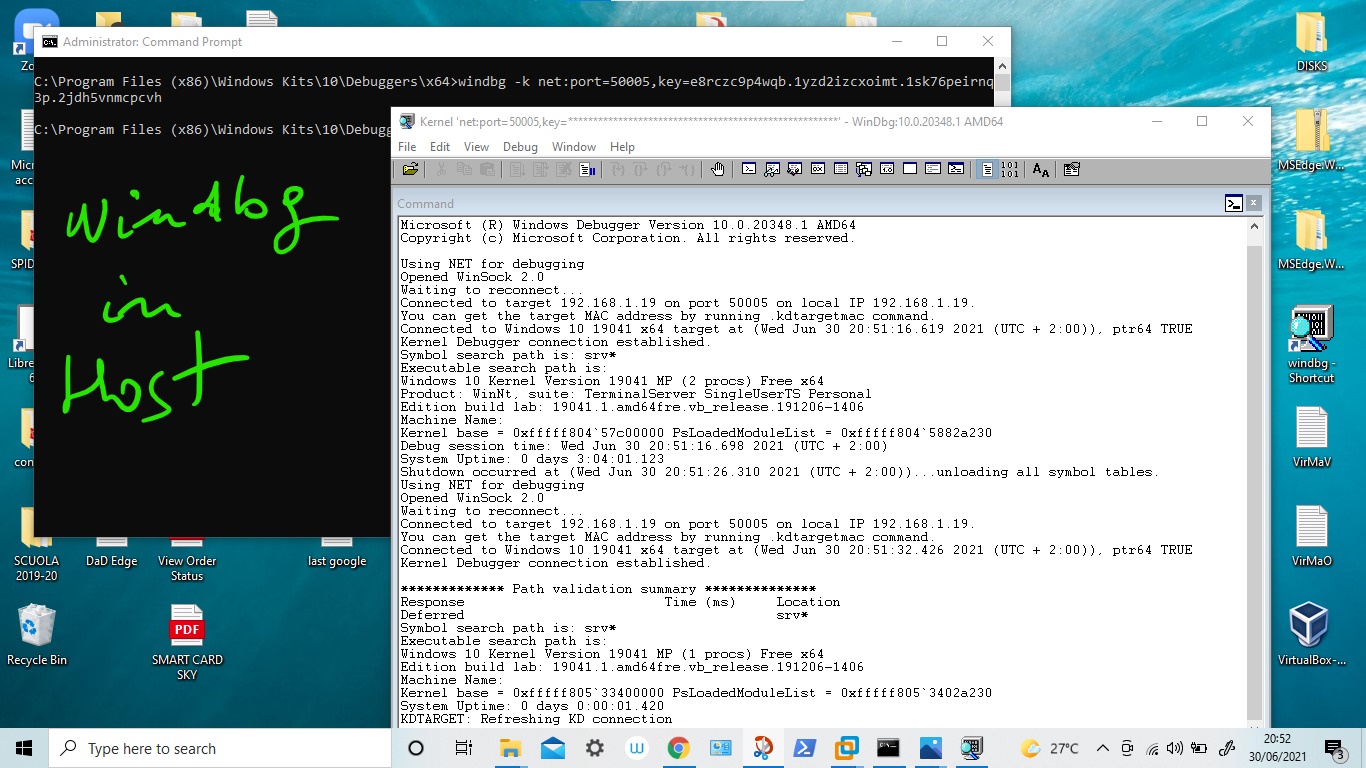 Zo
Administrator: Command Prompt
C:\Program Files (x86)\Windows Kits\10\Debuggers\x64>windbg -k net:port=50005,key=e8rczc9p4wqb.1yzd2izcxoimt.1sk76peirnq
3p.2jdh5vnmcpcvh
C:\Program Files (x86)\Windows Kits\10\Debugg
Windbg
in
Host
Kernel 'net:port=50005,key=*****************************************************' - WinDbg:10.0.20348.1 AMD64
File Edit View Debug Window Help
Command
Microsoft (R) Windows Debugger Version 10.0.20348.1 AMD64
Copyright (c) Microsoft Corporation. All rights reserved.
Using NET for debugging
Opened WinSock 2.0
Waiting to reconnect...
Connected to target 192.168.1.19 on port 50005 on local IP 192.168.1.19.
You can get the target MAC address by running .kdtargetmac command.
Connected to Windows 10 19041 x64 target at (Wed Jun 30 20:51:16.619 2021 (UTC + 2:00)), ptr64 TRUE
Kernel Debugger connection established.
Symbol search path is: srv*
Executable search path is:
Windows 10 Kernel Version 19041 MP (2 procs) Free x64
Product: WinNt, suite: TerminalServer SingleUserTS Personal
Edition build lab: 19041.1.amd64fre.vb_release.191206-1406
Machine Name:
Kernel base = 0xfffff804`57c00000 PsLoadedModuleList = 0xfffff804`5882a230
Debug session time: Wed Jun 30 20:51:16.698 2021 (UTC + 2:00)
System Uptime: 0 days 3:04:01.123
Shutdown occurred at (Wed Jun 30 20:51:26.310 2021 (UTC + 2:00))...unloading all symbol tables.
Using NET for debugging
Opened WinSock 2.0
Waiting to reconnect...
Connected to target 192.168.1.19 on port 50005 on local IP 192.168.1.19.
You can get the target MAC address by running .kdtargetmac command.
Connected to Windows 10 19041 x64 target at (Wed Jun 30 20:51:32.426 2021 (UTC + 2:00)), ptr64 TRUE
Kernel Debugger connection established.
************* Path validation summary **************
Response Time (ms) Location
Deferred srv*
Symbol search path is: srv*
Executable search path is:
Windows 10 Kernel Version 19041 MP (1 procs) Free x64
Edition build lab: 19041.1.amd64fre.vb_release.191206-1406
Machine Name:
Kernel base = 0xfffff805`33400000 PsLoadedModuleList = 0xfffff805`3402a230
System Uptime: 0 days 0:00:01.420
KDTARGET: Refreshing KD connection
Micr
acc
SPID
Libre
6
con
SCUOLA
2019-20
DaD Edge
View Order
Status
last google
Recycle Bin
PDF
SMART CARD
SKY
DISKS
MSEdge.W...
MSEdge.W...
windbg -
Shortcut
VirMaV
VirMaO
VirtualBox-...
Type here to search
27°C
20:52
30/06/2021
3